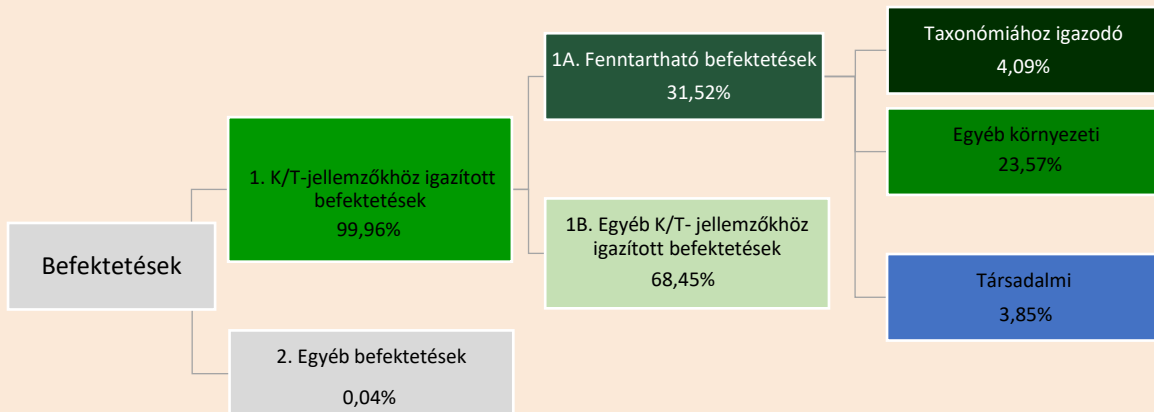 Befektetések
1. K/T-jellemzőkhöz igazított
befektetések
99,96%
2. Egyéb befektetések
0,04%
1A. Fenntartható befektetések
31,52%
1B. Egyéb K/T- jellemzőkhöz
igazított befektetések
68,45%
Taxonómiához igazodó
4,09%
Egyéb környezeti
23,57%
Társadalmi
3,85%